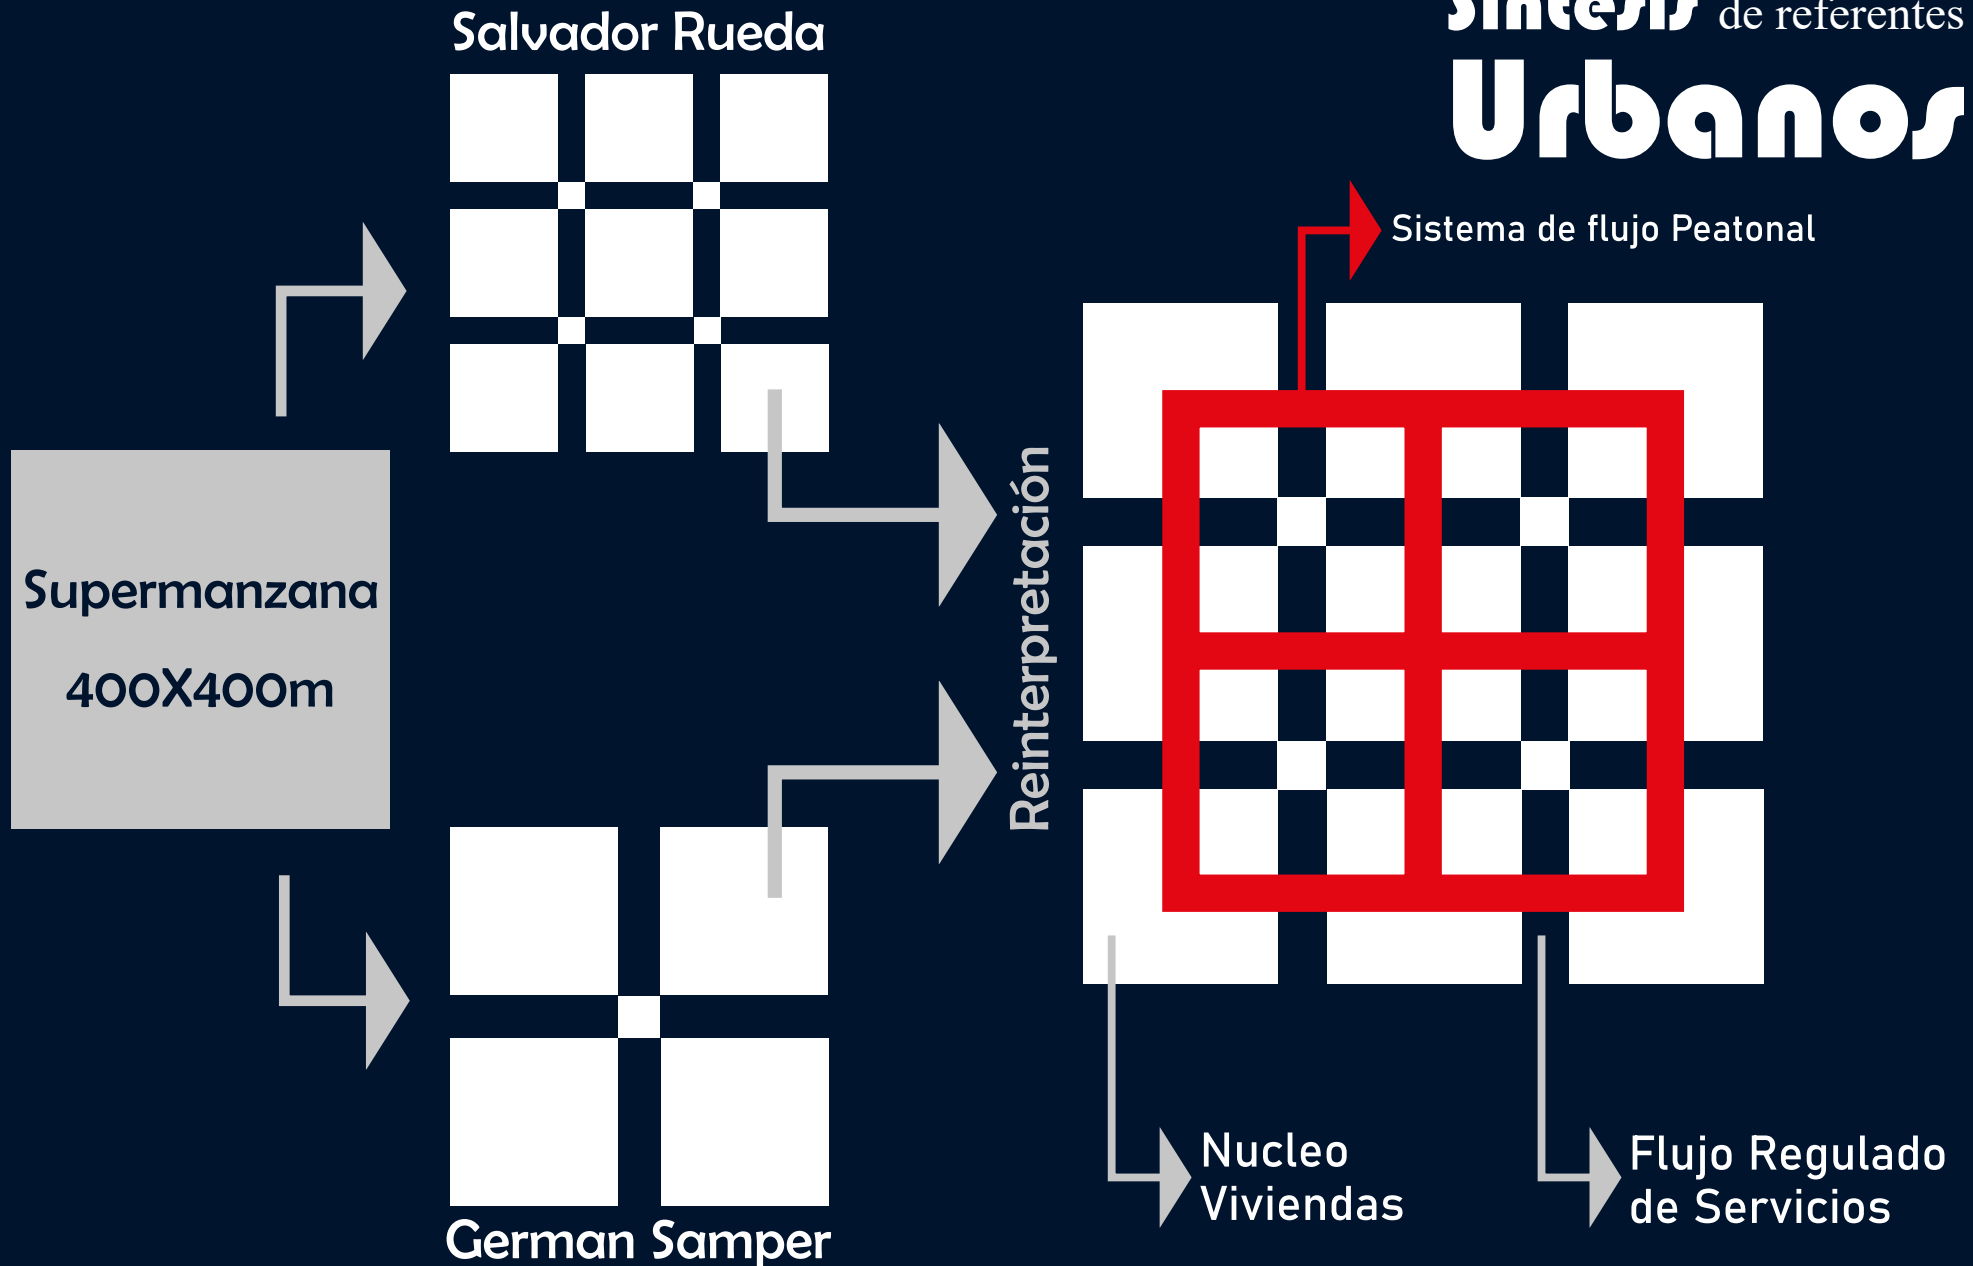 Síntesis de referentes
Urbanos
Salvador Rueda
Sistema de flujo Peatonal
Supermanzana
400X400m
Reinterpretación
German Samper
Nucleo
Viviendas
Flujo Regulado
de Servicios